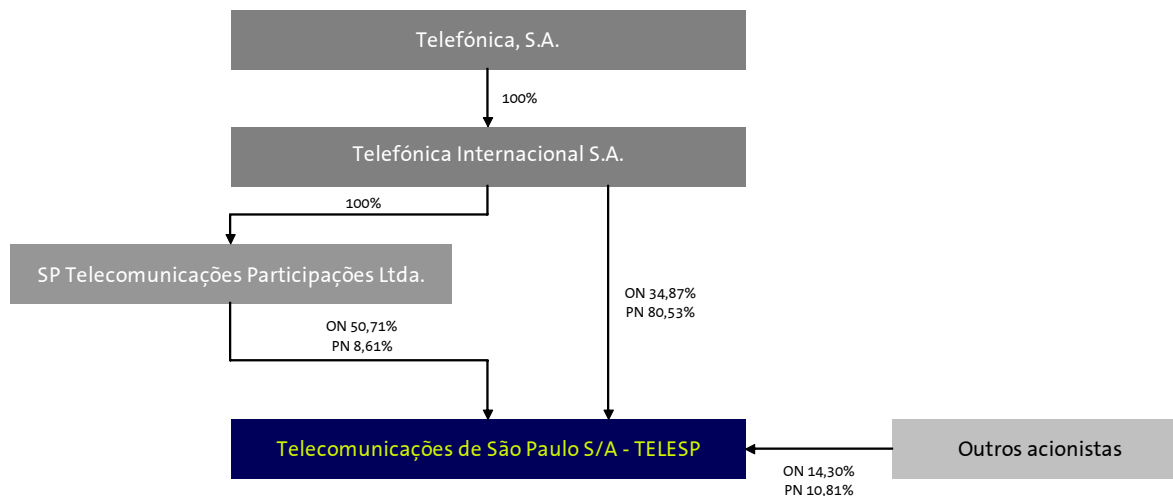 Telefónica, S.A.
100%
Telefónica Internacional S.A.
100%
SP Telecomunicações Participações Ltda.
ON 34,87%
PN 80,53%
ON 50,71%
PN 8,61%
Telecomunicações de São Paulo S/A - TELESP
Outros acionistas
ON 14,30%
PN 10,81%